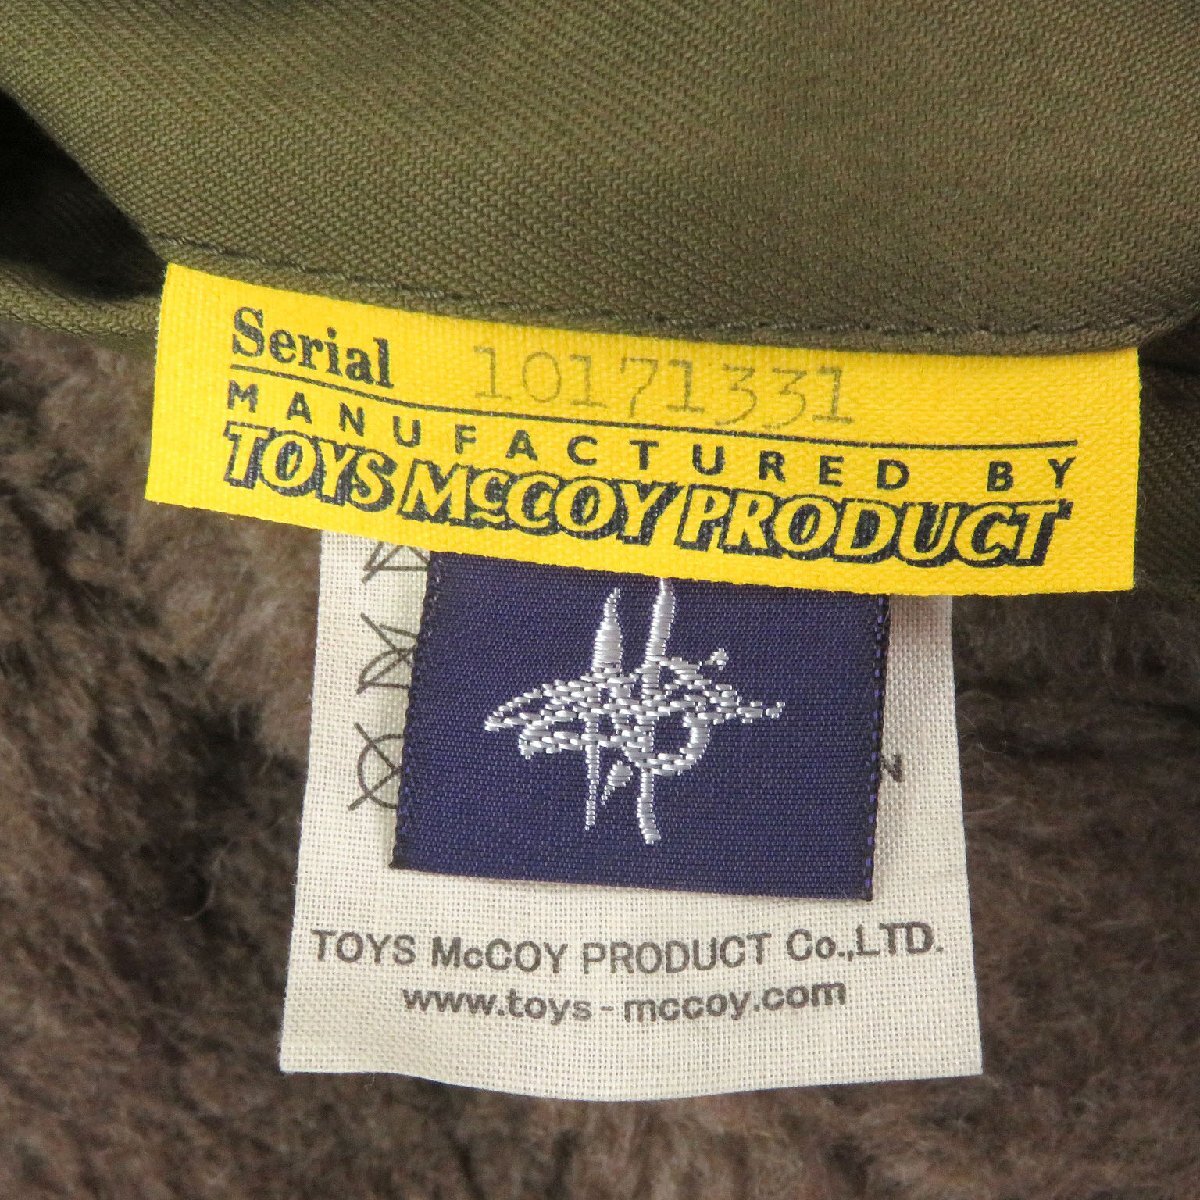 Serial 10171331
MANUFACTURED BY
TOYS McCOY PRODUCT
TOYS McCOY PRODUCT Co.,LTD.
www.toys-mccoy.com